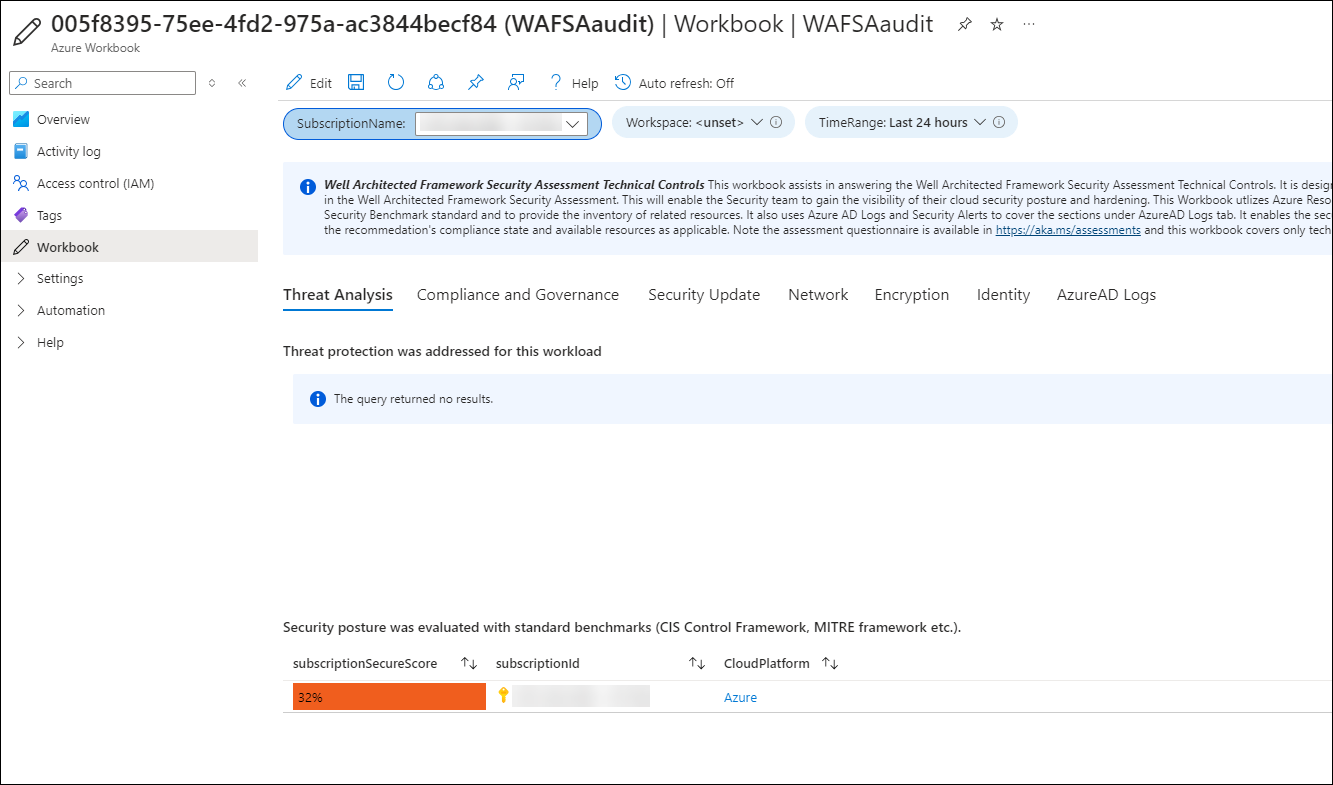 005f8395-75ee-4fd2-975a-ac3844becf84 (WAFSAaudit) | Workbook | WAFSAaudit
Azure Workbook
Search
Edit
Help
Auto refresh: Off
Overview
Activity log
Access control (IAM)
Tags
Workbook
Settings
Automation
Help
SubscriptionName:
Workspace: <unset>
TimeRange: Last 24 hours
Well Architected Framework Security Assessment Technical Controls This workbook assists in answering the Well Architected Framework Security Assessment Technical Controls. It is desig
in the Well Architected Framework Security Assessment. This will enable the Security team to gain the visibility of their cloud security posture and hardening. This Workbook utlizes Azure Reso
Security Benchmark standard and to provide the inventory of related resources. It also uses Azure AD Logs and Security Alerts to cover the sections under AzureAD Logs tab. It enables the sec
the recommedation's compliance state and available resources as applicable. Note the assessment questionnaire is available in https://aka.ms/assessments and this workbook covers only tech
Threat Analysis
Compliance and Governance
Security Update
Network
Encryption
Identity
AzureAD Logs
Threat protection was addressed for this workload
The query returned no results.
Security posture was evaluated with standard benchmarks (CIS Control Framework, MITRE framework etc.).
subscriptionSecureScore
subscriptionId
CloudPlatform
32%
Azure